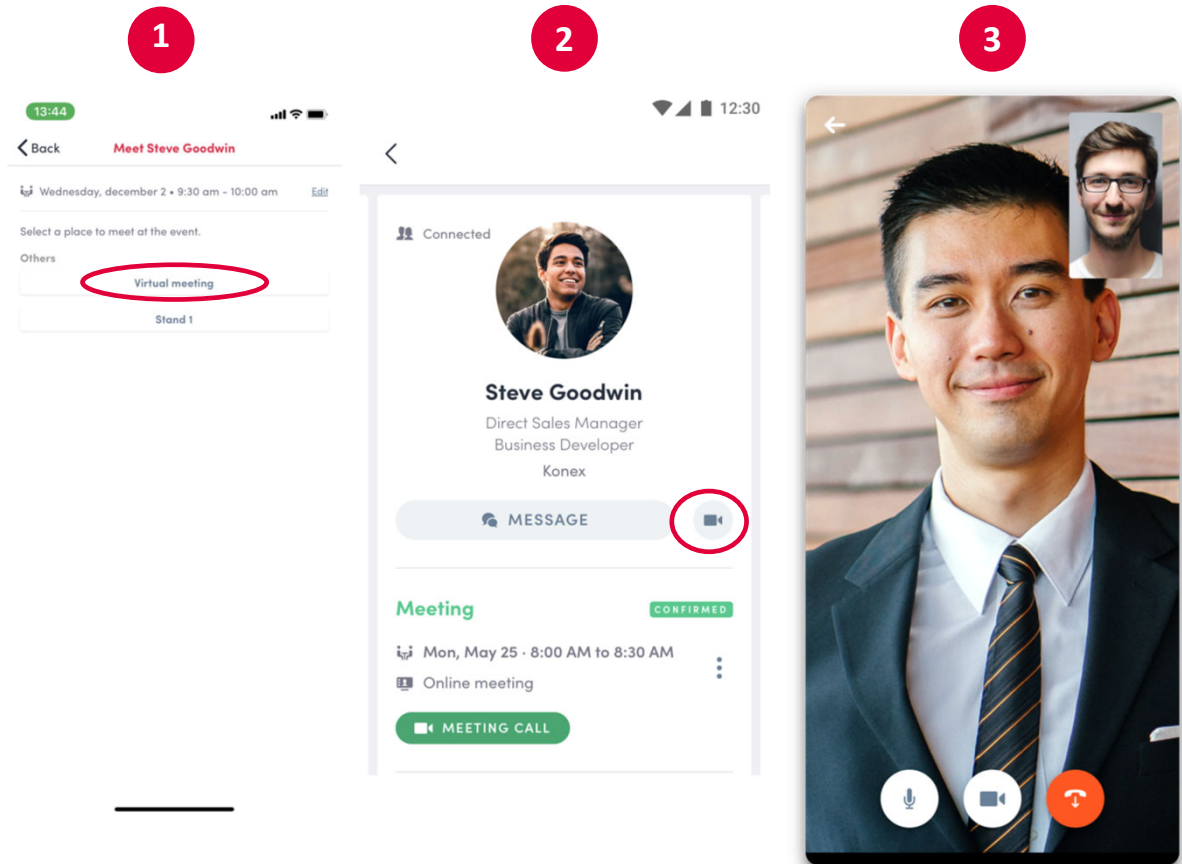 1
13:44
Back Meet Steve Goodwin
Wednesday, december 2 • 9:30 am - 10:00 am Edit
Select a place to meet at the event.
Others
Virtual meeting
Stand 1
2
12:30
Connected
Steve Goodwin
Direct Sales Manager
Business Developer
Konex
MESSAGE
Meeting CONFIRMED
Mon, May 25 · 8:00 AM to 8:30 AM
Online meeting
MEETING CALL
3